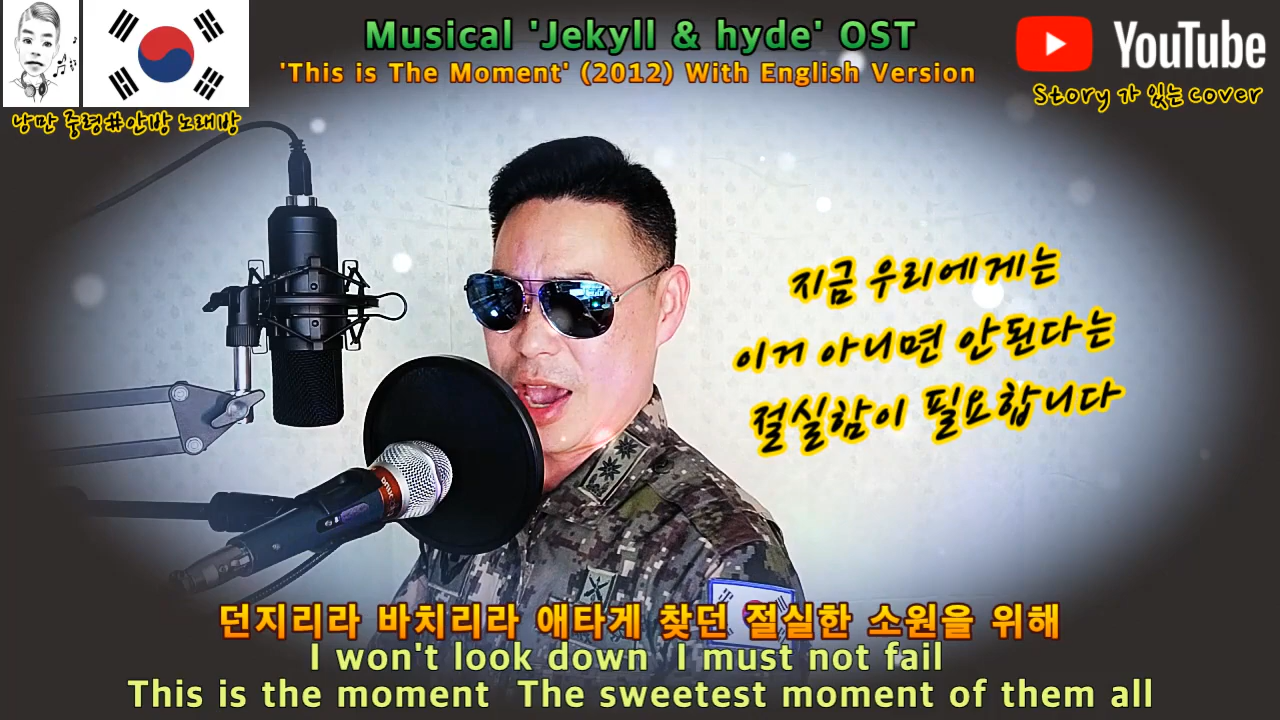 Musical 'Jekyll & hyde' OST
'This is The Moment' (2012) With English Version
YouTube
Story 가 있는 cover
낭만 중령#안방 노래방
지금 우리에게는
이거 아니면 안된다는
절실함이 필요합니다
던지리라 바치리라 애타게 찾던 절실한 소원을 위해
I won't look down I must not fail
This is the moment The sweetest moment of them all